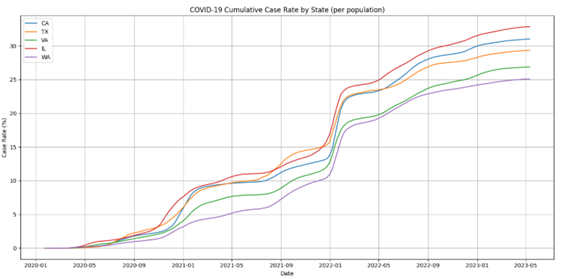 COVID-19 Cumulative Case Rate by State (per population)
CA
TX
VA
IL
WA
Case Rate (%)
30
25
20
15
10
5
0
2020-01 2020-05 2020-09 2021-01 2021-05 2021-09 2022-01 2022-05 2022-09 2023-01 2023-05
Date